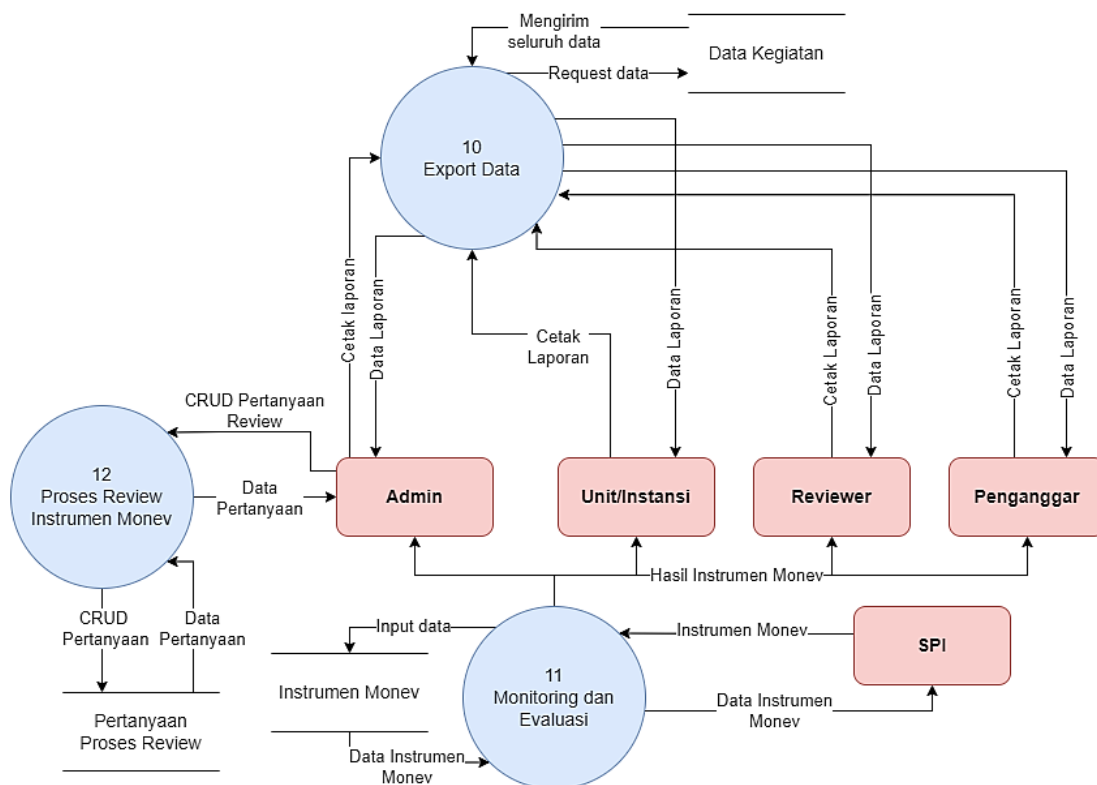 Mengirim
seluruh data
Data Kegiatan
Request data
10
Export Data
Cetak laporan
Data Laporan
Cetak
Laporan
Data Laporan
Cetak Laporan
Data Laporan
Cetak Laporan
Data Laporan
CRUD Pertanyaan
Review
12
Proses Review
Instrumen Monev
Data
Pertanyaan
Admin
Unit/Instansi
Reviewer
Penganggar
Hasil Instrumen Monev
CRUD
Pertanyaan
Data
Pertanyaan
Input data
Instrumen Monev
SPI
11
Monitoring dan
Evaluasi
Instrumen Monev
Data Instrumen
Monev
Pertanyaan
Proses Review
Data Instrumen
Monev